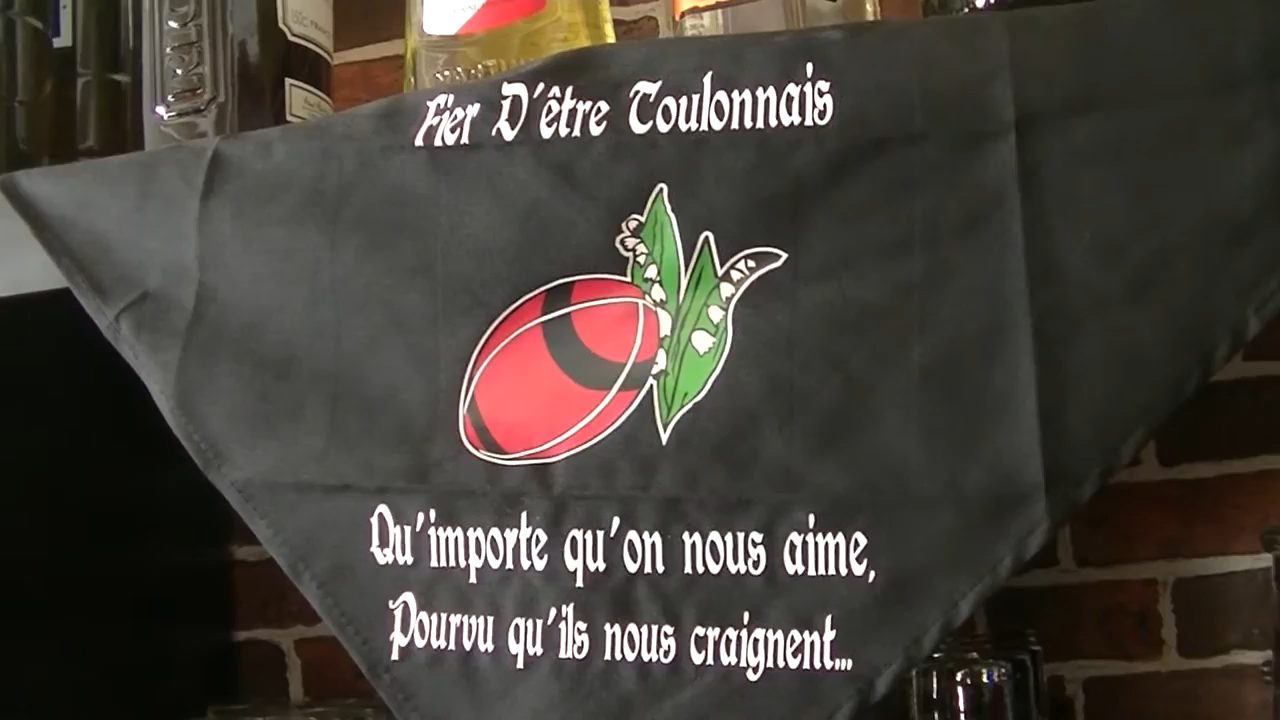 Fier D'être Toulonnais
Qu'importe qu'on nous aime,
Pourvu qu'ils nous craignent...